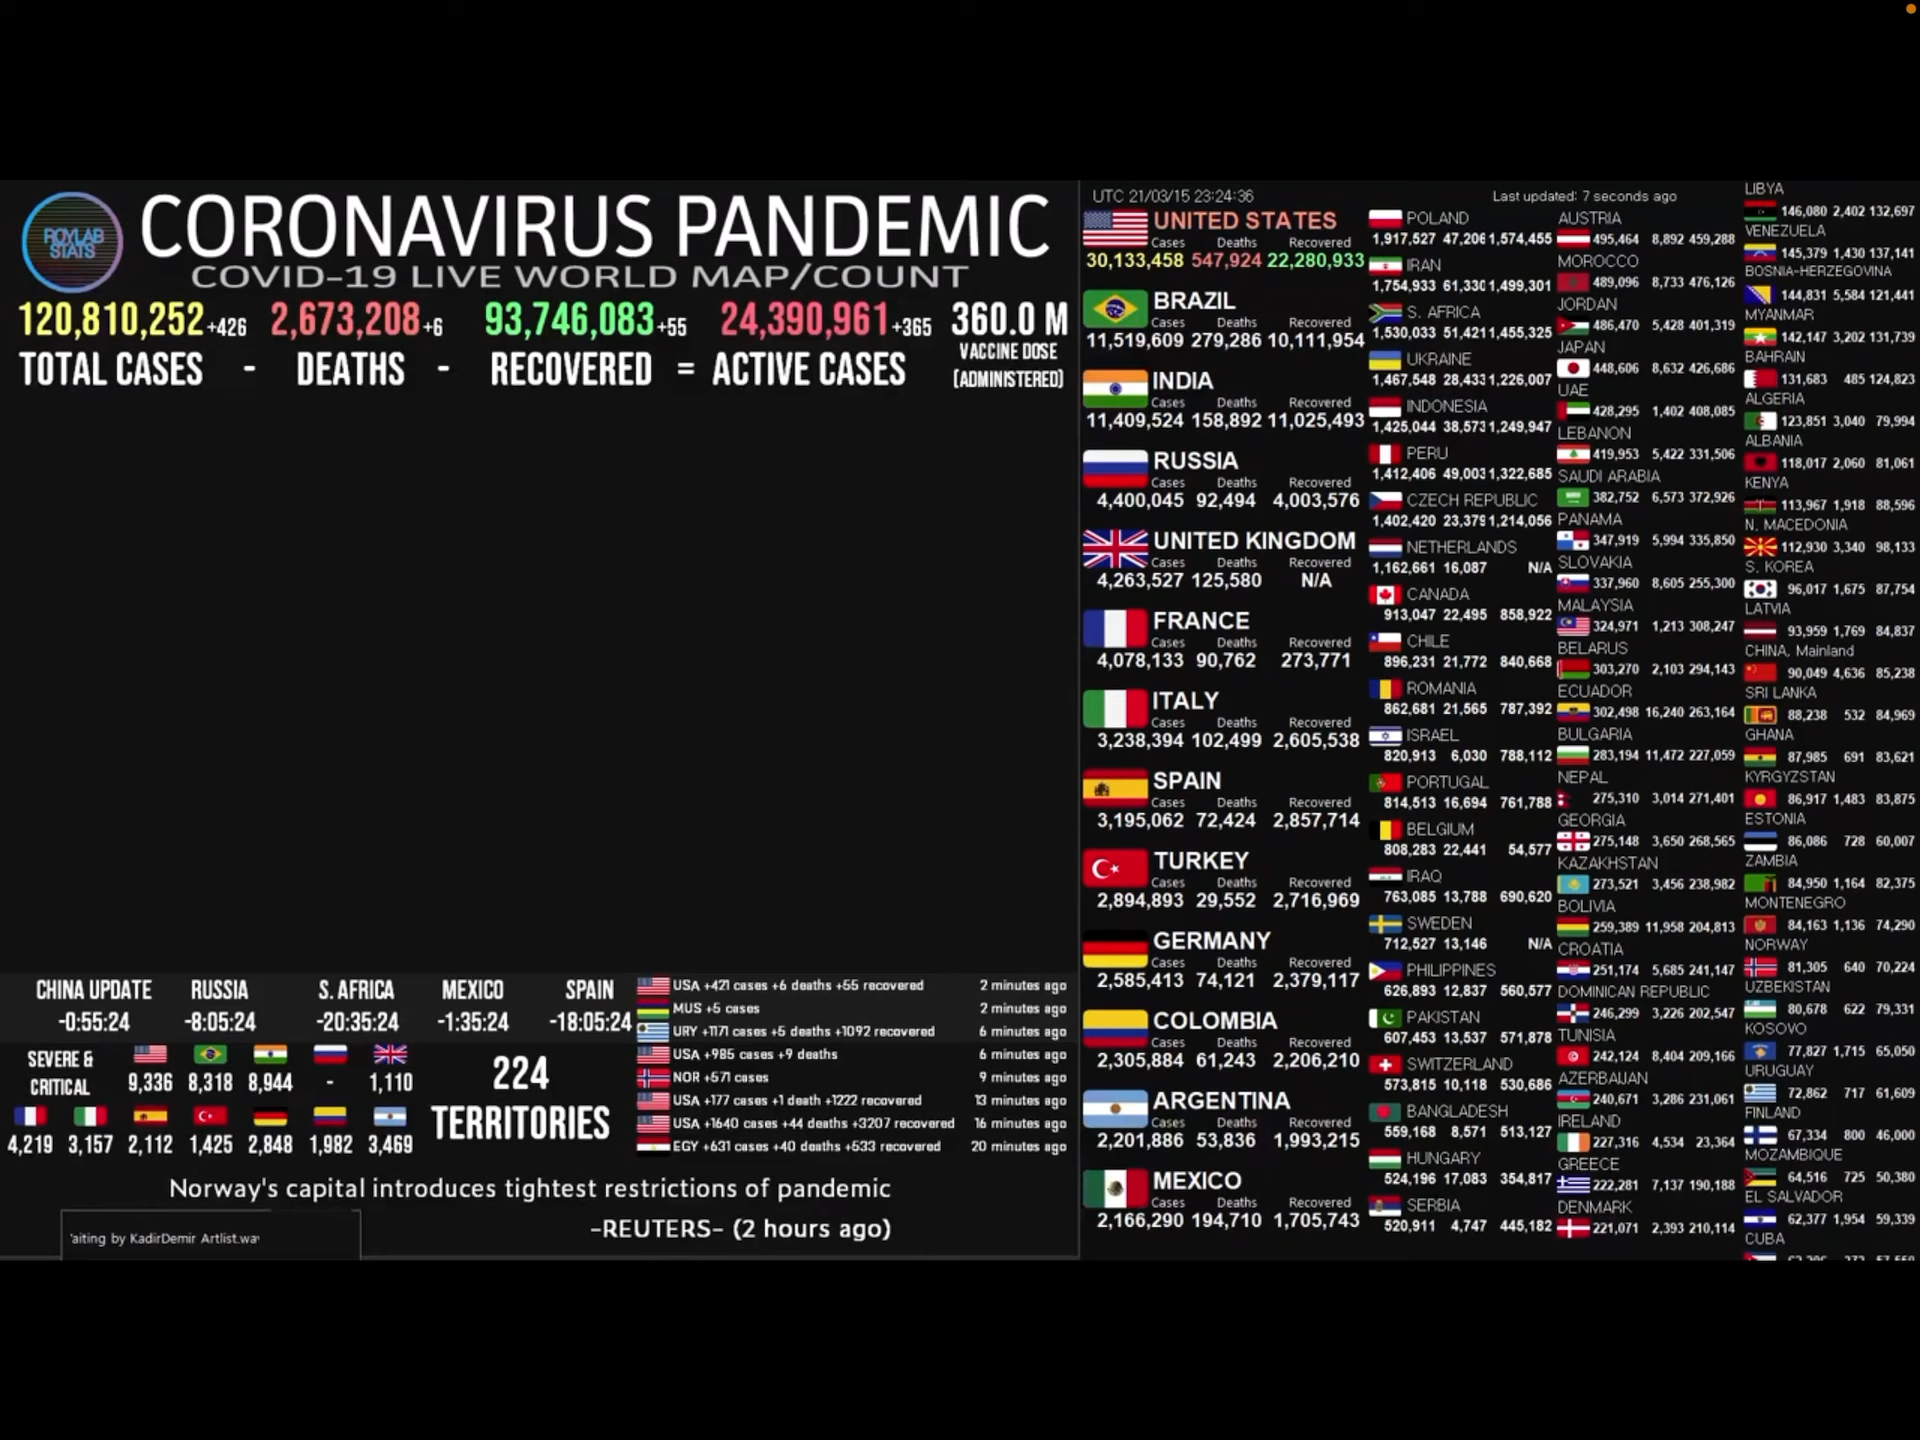 ROYLAB
STATS
CORONAVIRUS PANDEMIC
COVID-19 LIVE WORLD MAP/COUNT
120,810,252 +426 2,673,208 +6 93,746,083 +55 24,390,961 +365 360.0 M
TOTAL CASES - DEATHS - RECOVERED = ACTIVE CASES VACCINE DOSE
(ADMINISTERED)
CHINA UPDATE RUSSIA S. AFRICA MEXICO SPAIN
-0:55:24 -8:05:24 -20:35:24 -1:35:24 -18:05:24
SEVERE &
CRITICAL
9,336 8,318 8,944 - 1,110
4,219 3,157 2,112 1,425 2,848 1,982 3,469
224
TERRITORIES
USA +421 cases +6 deaths +55 recovered 2 minutes ago
MUS +5 cases 2 minutes ago
URY +1171 cases +5 deaths +1092 recovered 6 minutes ago
USA +985 cases +9 deaths 6 minutes ago
NOR +571 cases 9 minutes ago
USA +177 cases +1 death +1222 recovered 13 minutes ago
USA +1640 cases +44 deaths +3207 recovered 16 minutes ago
EGY +631 cases +40 deaths +533 recovered 20 minutes ago
Norway's capital introduces tightest restrictions of pandemic
-REUTERS- (2 hours ago)
'aiting by KadirDemir Artlist.wav
UTC 21/03/15 23:24:36 Last updated: 7 seconds ago
UNITED STATES
Cases Deaths Recovered
30,133,458 547,924 22,280,933
BRAZIL
Cases Deaths Recovered
11,519,609 279,286 10,111,954
INDIA
Cases Deaths Recovered
11,409,524 158,892 11,025,493
RUSSIA
Cases Deaths Recovered
4,400,045 92,494 4,003,576
UNITED KINGDOM
Cases Deaths Recovered
4,263,527 125,580 N/A
FRANCE
Cases Deaths Recovered
4,078,133 90,762 273,771
ITALY
Cases Deaths Recovered
3,238,394 102,499 2,605,538
SPAIN
Cases Deaths Recovered
3,195,062 72,424 2,857,714
TURKEY
Cases Deaths Recovered
2,894,893 29,552 2,716,969
GERMANY
Cases Deaths Recovered
2,585,413 74,121 2,379,117
COLOMBIA
Cases Deaths Recovered
2,305,884 61,243 2,206,210
ARGENTINA
Cases Deaths Recovered
2,201,886 53,836 1,993,215
MEXICO
Cases Deaths Recovered
2,166,290 194,710 1,705,743
POLAND
1,917,527 47,206 1,574,455
IRAN
1,754,933 61,330 1,499,301
S. AFRICA
1,530,033 51,421 1,455,325
UKRAINE
1,467,548 28,433 1,226,007
INDONESIA
1,425,044 38,573 1,249,947
PERU
1,412,406 49,003 1,322,685
CZECH REPUBLIC
1,402,420 23,379 1,214,056
NETHERLANDS
1,162,661 16,087 N/A
CANADA
913,047 22,495 858,922
CHILE
896,231 21,772 840,668
ROMANIA
862,681 21,565 787,392
ISRAEL
820,913 6,030 788,112
PORTUGAL
814,513 16,694 761,788
BELGIUM
808,283 22,441 54,577
IRAQ
763,085 13,788 690,620
SWEDEN
712,527 13,146 N/A
PHILIPPINES
626,893 12,837 560,577
PAKISTAN
607,453 13,537 571,878
SWITZERLAND
573,815 10,118 530,686
BANGLADESH
559,168 8,571 513,127
HUNGARY
524,196 17,083 354,817
SERBIA
520,911 4,747 445,182
AUSTRIA
495,464 8,892 459,288
MOROCCO
489,096 8,733 476,126
JORDAN
486,470 5,428 401,319
JAPAN
448,606 8,632 426,686
UAE
428,295 1,402 408,085
LEBANON
419,953 5,422 331,506
SAUDI ARABIA
382,752 6,573 372,926
PANAMA
347,919 5,994 335,850
SLOVAKIA
337,960 8,605 255,300
MALAYSIA
324,971 1,213 308,247
BELARUS
303,270 2,103 294,143
ECUADOR
302,498 16,240 263,164
BULGARIA
283,194 11,472 227,059
NEPAL
275,310 3,014 271,401
GEORGIA
275,148 3,650 268,565
KAZAKHSTAN
273,521 3,456 238,982
BOLIVIA
259,389 11,958 204,813
CROATIA
251,174 5,685 241,147
DOMINICAN REPUBLIC
246,299 3,226 202,547
TUNISIA
242,124 8,404 209,166
AZERBAIJAN
240,671 3,286 231,061
IRELAND
227,316 4,534 23,364
GREECE
222,281 7,137 190,188
DENMARK
221,071 2,393 210,114
LIBYA
146,080 2,402 132,697
VENEZUELA
145,379 1,430 137,141
BOSNIA-HERZEGOVINA
144,831 5,584 121,441
MYANMAR
142,147 3,202 131,739
BAHRAIN
131,683 485 124,823
ALGERIA
123,851 3,040 79,994
ALBANIA
118,017 2,060 81,061
KENYA
113,967 1,918 88,596
N. MACEDONIA
112,930 3,340 98,133
S. KOREA
96,017 1,675 87,754
LATVIA
93,959 1,769 84,837
CHINA, Mainland
90,049 4,636 85,238
SRI LANKA
88,238 532 84,969
GHANA
87,985 691 83,621
KYRGYZSTAN
86,917 1,483 83,875
ESTONIA
86,086 728 60,007
ZAMBIA
84,950 1,164 82,375
MONTENEGRO
84,163 1,136 74,290
NORWAY
81,305 640 70,224
UZBEKISTAN
80,678 622 79,331
KOSOVO
77,827 1,715 65,050
URUGUAY
72,862 717 61,609
FINLAND
67,334 800 46,000
MOZAMBIQUE
64,516 725 50,380
EL SALVADOR
62,377 1,954 59,339
CUBA